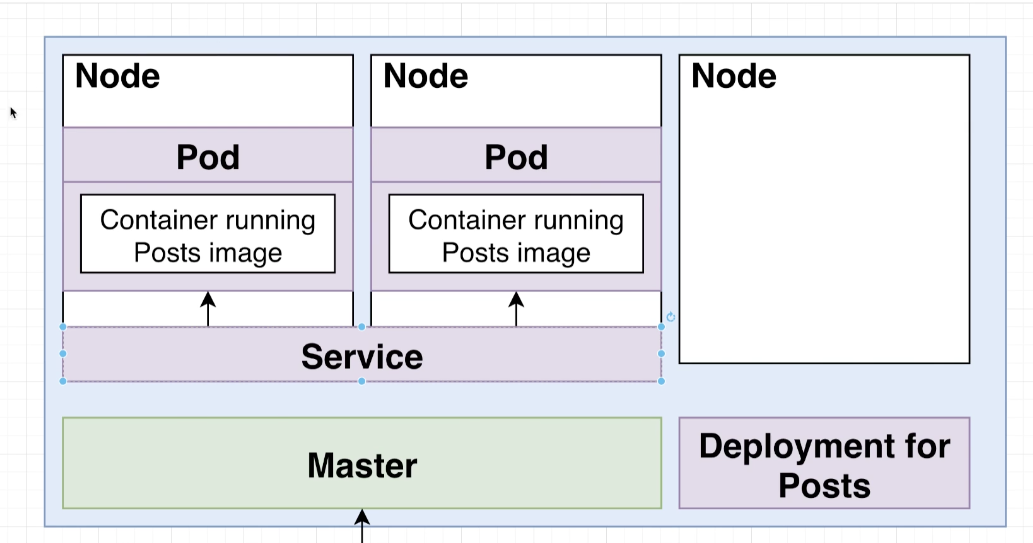 Node
Node
Node
Pod
Pod
Container running
Posts image
Container running
Posts image
Service
Master
Deployment for
Posts